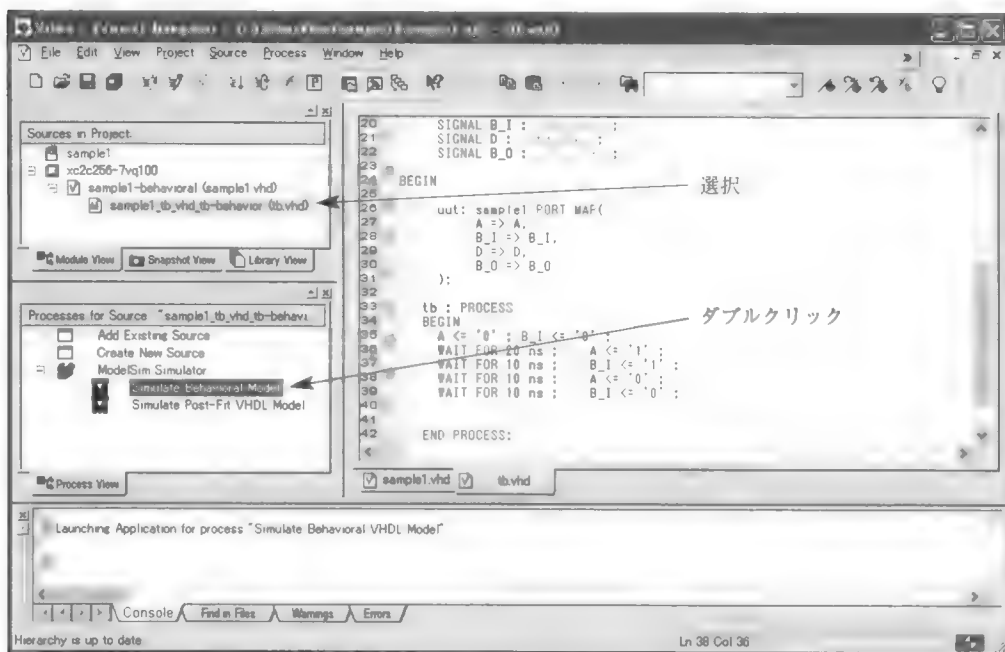 File Edit View Project Source Process Window Help
Sources in Project:
sample1
xc2c256-7vq100
sample1-behavioral (sample1.vhd)
sample1_tb_vhd_tb-behavior (tb.vhd)
Module View Snapshot View Library View
Processes for Source: "sample1_tb_vhd_tb-behavi
Add Existing Source
Create New Source
ModelSim Simulator
Simulate Behavioral Model
Simulate Post-Fit VHDL Model
Process View
20 SIGNAL B_I : ;
21 SIGNAL D : ;
22 SIGNAL B_O : ;
23
24 BEGIN
25
26 uut: sample1 PORT MAP(
27 A => A,
28 B_I => B_I,
29 D => D,
30 B_O => B_O
31 );
32
33 tb : PROCESS
34 BEGIN
35 A <= '0' ; B_I <= '0' ;
36 WAIT FOR 20 ns ; A <= '1' ;
37 WAIT FOR 10 ns ; B_I <= '1' ;
38 WAIT FOR 10 ns ; A <= '0' ;
39 WAIT FOR 10 ns ; B_I <= '0' ;
40
41
42 END PROCESS;
選択
ダブルクリック
sample1.vhd tb.vhd
Launching Application for process "Simulate Behavioral VHDL Model"
Console Find in Files Warnings Errors
Hierarchy is up to date
Ln 38 Col 36